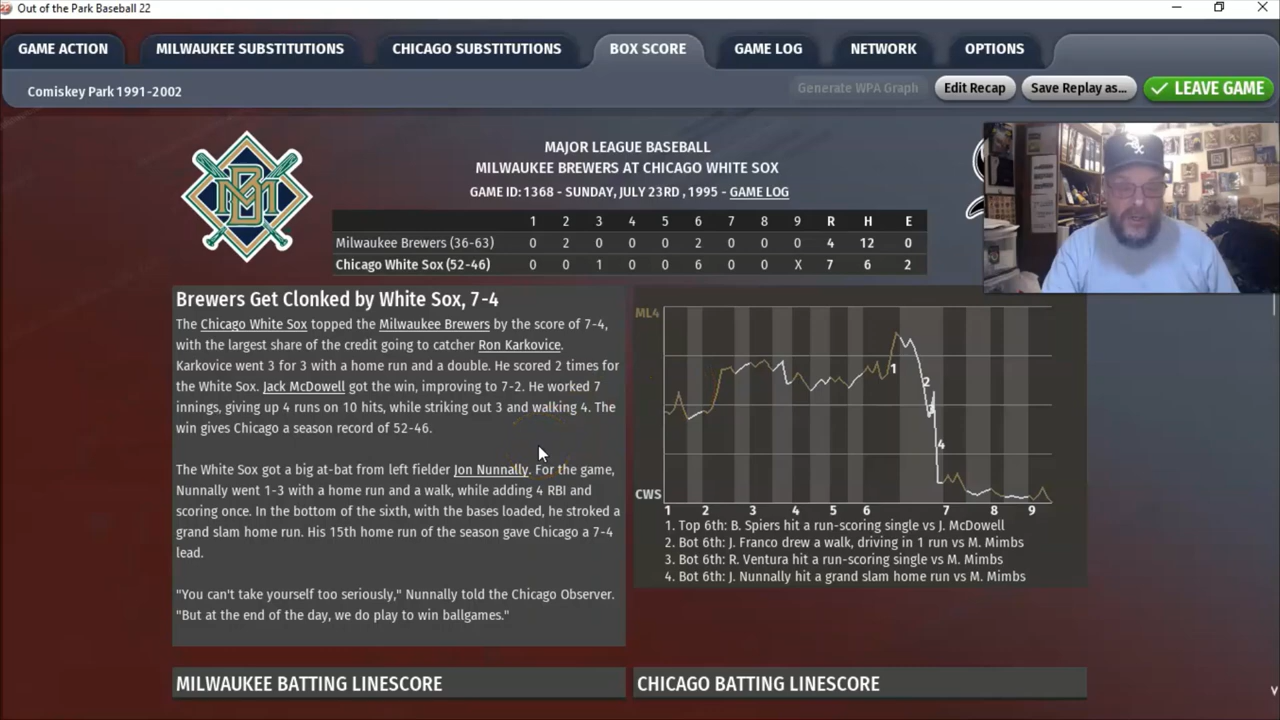 Out of the Park Baseball 22
GAME ACTION MILWAUKEE SUBSTITUTIONS CHICAGO SUBSTITUTIONS BOX SCORE GAME LOG NETWORK OPTIONS
Comiskey Park 1991-2002 Generate WPA Graph Edit Recap Save Replay as... LEAVE GAME
MAJOR LEAGUE BASEBALL
MILWAUKEE BREWERS AT CHICAGO WHITE SOX
GAME ID: 1368 - SUNDAY, JULY 23RD , 1995 - GAME LOG
1 2 3 4 5 6 7 8 9 R H E
Milwaukee Brewers (36-63) 0 2 0 0 0 2 0 0 0 4 12 0
Chicago White Sox (52-46) 0 0 1 0 0 6 0 0 X 7 6 2
Brewers Get Clonked by White Sox, 7-4
The Chicago White Sox topped the Milwaukee Brewers by the score of 7-4,
with the largest share of the credit going to catcher Ron Karkovice.
Karkovice went 3 for 3 with a home run and a double. He scored 2 times for
the White Sox. Jack McDowell got the win, improving to 7-2. He worked 7
innings, giving up 4 runs on 10 hits, while striking out 3 and walking 4. The
win gives Chicago a season record of 52-46.
The White Sox got a big at-bat from left fielder Jon Nunnally. For the game,
Nunnally went 1-3 with a home run and a walk, while adding 4 RBI and
scoring once. In the bottom of the sixth, with the bases loaded, he stroked a
grand slam home run. His 15th home run of the season gave Chicago a 7-4
lead.
"You can't take yourself too seriously," Nunnally told the Chicago Observer.
"But at the end of the day, we do play to win ballgames."
ML4
1
2
4
CWS
1 2 3 4 5 6 7 8 9
1. Top 6th: B. Spiers hit a run-scoring single vs J. McDowell
2. Bot 6th: J. Franco drew a walk, driving in 1 run vs M. Mimbs
3. Bot 6th: R. Ventura hit a run-scoring single vs M. Mimbs
4. Bot 6th: J. Nunnally hit a grand slam home run vs M. Mimbs
MILWAUKEE BATTING LINESCORE
CHICAGO BATTING LINESCORE